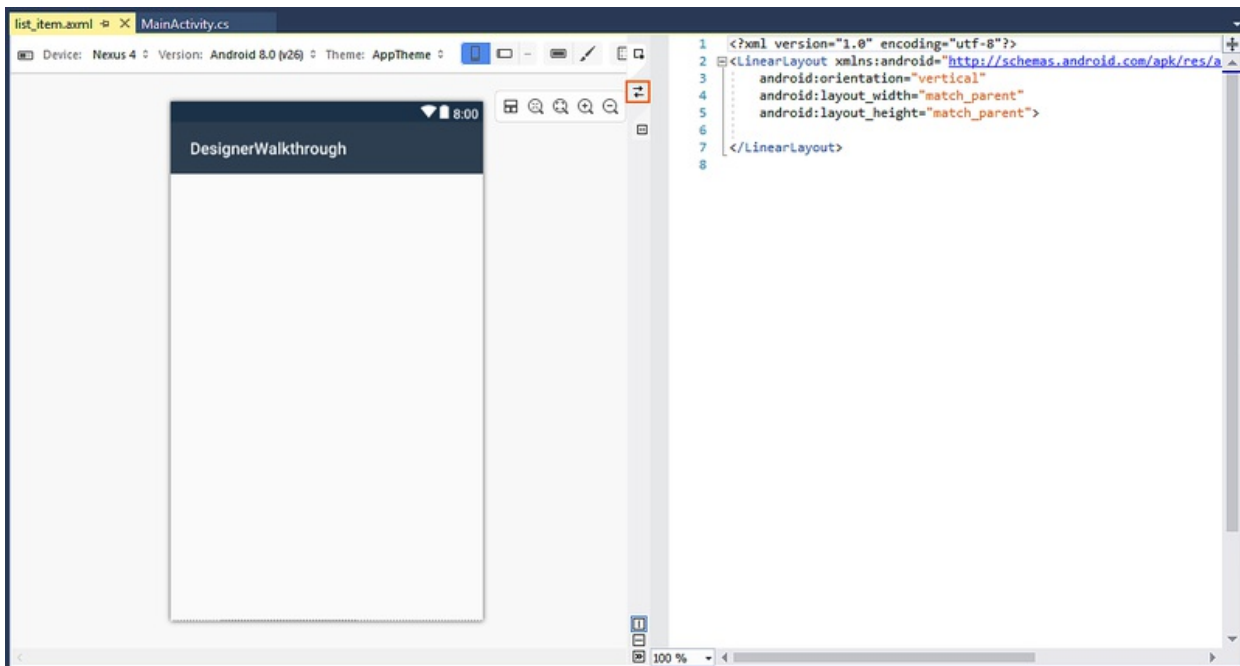 list_item.axml MainActivity.cs
Device: Nexus 4 Version: Android 8.0 (v26) Theme: AppTheme
8:00
DesignerWalkthrough
1 <?xml version="1.0" encoding="utf-8"?>
2 <LinearLayout xmlns:android="http://schemas.android.com/apk/res/a
3 android:orientation="vertical"
4 android:layout_width="match_parent"
5 android:layout_height="match_parent">
6
7 </LinearLayout>
8
100 %